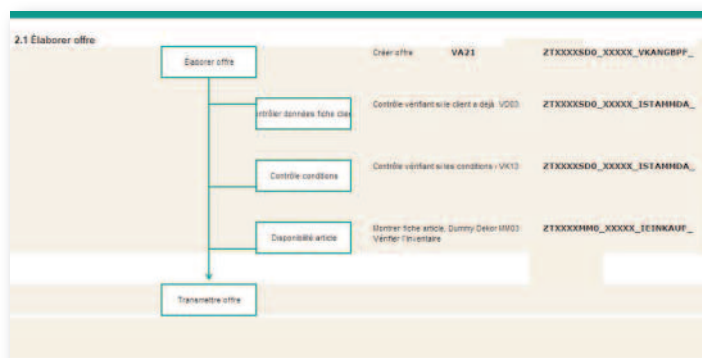 2.1 Élaborer offre
Élaborer offre
Créer offre VA21 ZTXXXXSD0_XXXXX_VKANGBPF_
ntrôler données fiche clien
Contrôle vérifiant si le client a déjà VD03 ZTXXXXSD0_XXXXX_ISTAMMDA_
Contrôle conditions
Contrôle vérifiant si les conditions - VK13 ZTXXXXSD0_XXXXX_ISTAMMDA_
Disponibilité article
Montrer fiche article, Dummy Dekor MM03 ZTXXXXMM0_XXXXX_IEINKAUF_
Vérifier l'inventaire
Transmettre offre